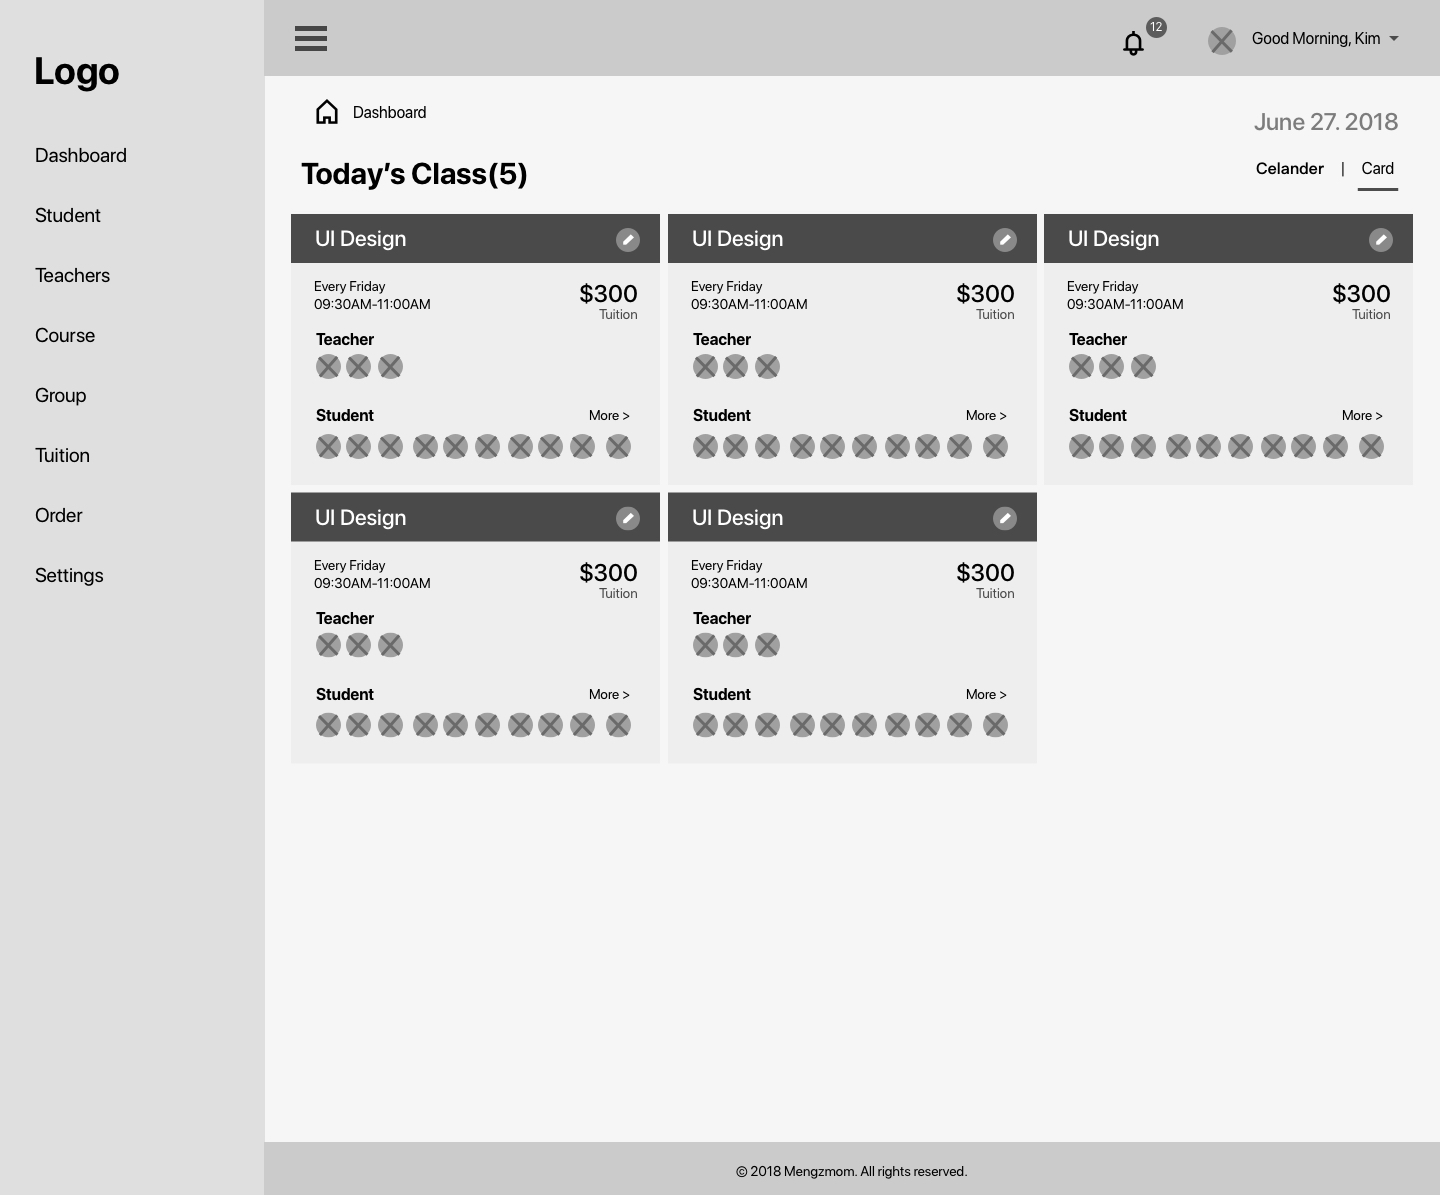 Logo
Dashboard
Student
Teachers
Course
Group
Tuition
Order
Settings
12
Good Morning, Kim
Dashboard
June 27. 2018
Today’s Class(5)
Celander | Card
UI Design
Every Friday
09:30AM-11:00AM
$300
Tuition
Teacher
Student
More >
UI Design
Every Friday
09:30AM-11:00AM
$300
Tuition
Teacher
Student
More >
UI Design
Every Friday
09:30AM-11:00AM
$300
Tuition
Teacher
Student
More >
UI Design
Every Friday
09:30AM-11:00AM
$300
Tuition
Teacher
Student
More >
UI Design
Every Friday
09:30AM-11:00AM
$300
Tuition
Teacher
Student
More >
© 2018 Mengzmom. All rights reserved.